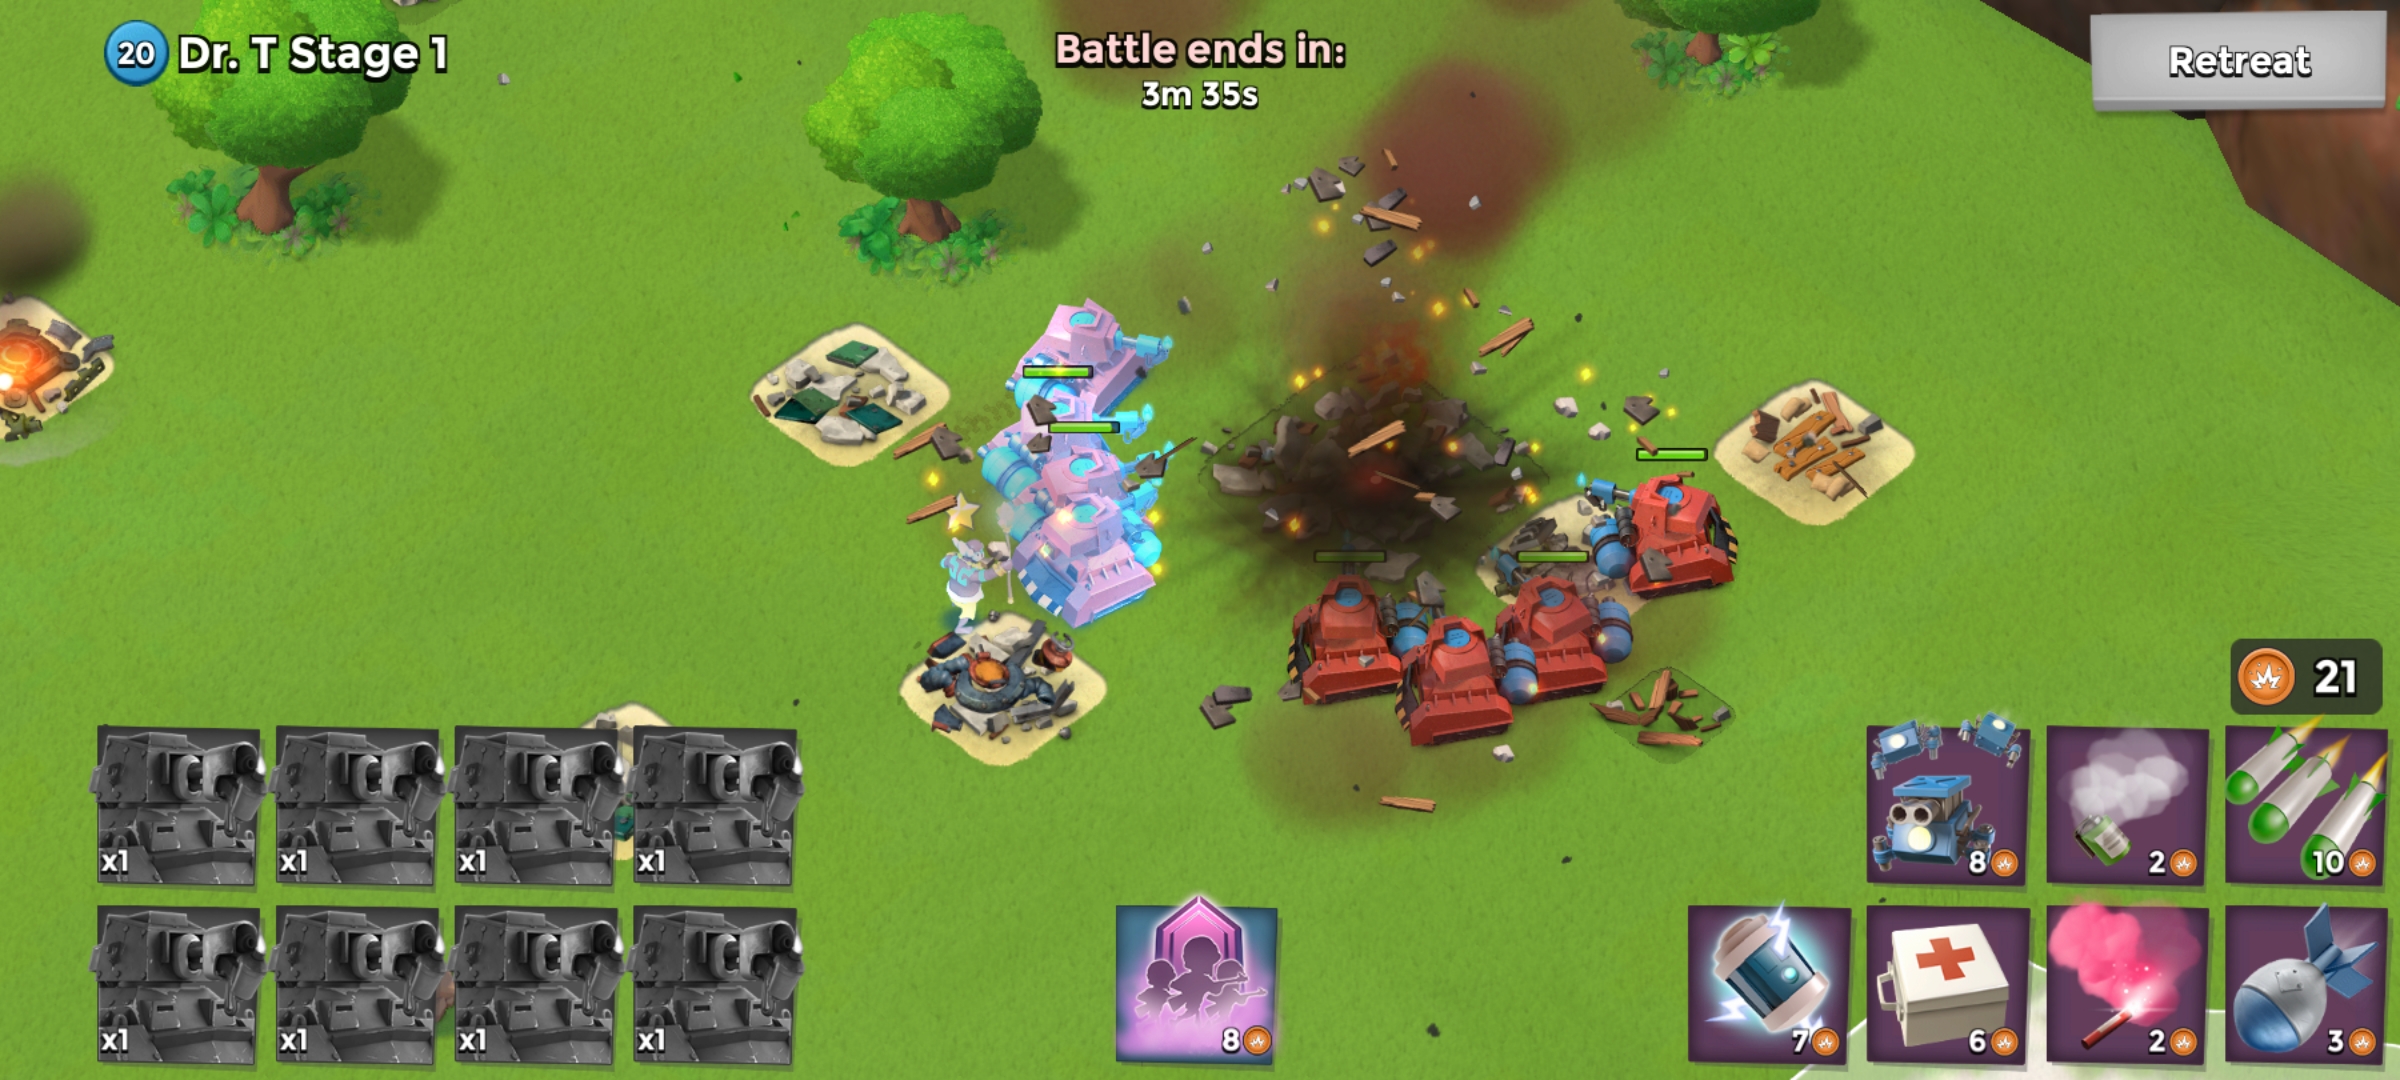 20 Dr. T Stage 1
Battle ends in:
3m 35s
Retreat
21
x1 x1 x1 x1
8 2 10
x1 x1 x1 x1
8
7 6 2 3